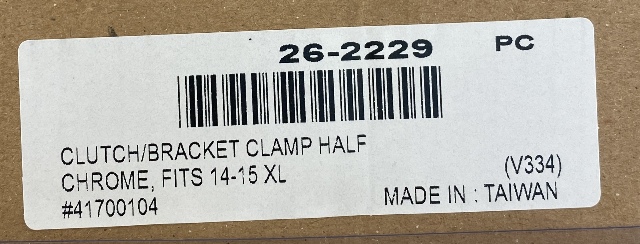 26-2229 PC
CLUTCH/BRACKET CLAMP HALF
CHROME, FITS 14-15 XL
(V334)
#41700104
MADE IN : TAIWAN